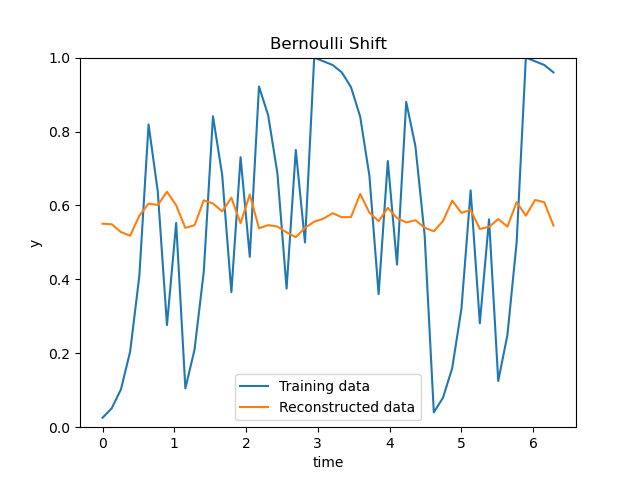 Bernoulli Shift
1.0
0.8
0.6
0.4
0.2
0.0
y
0 1 2 3 4 5 6
time
Training data
Reconstructed data